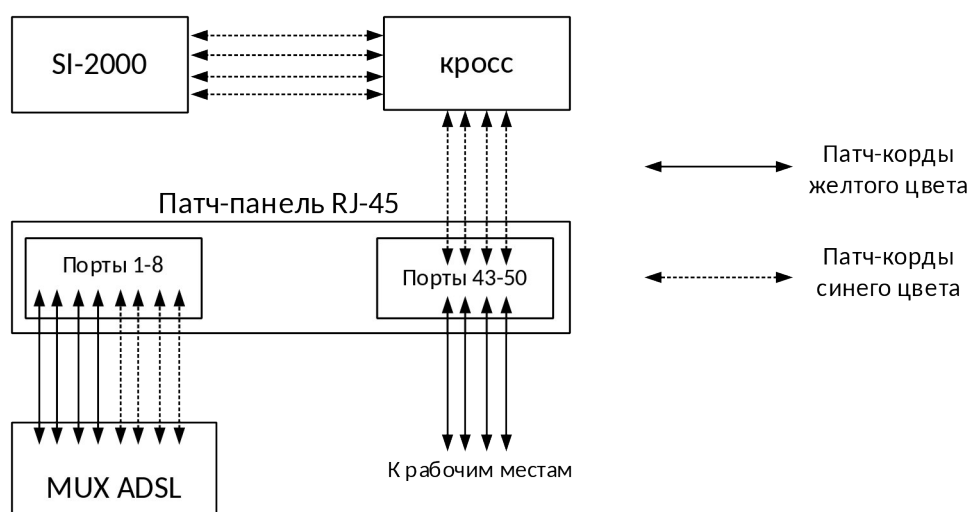 SI-2000
кросс
Патч-корды
желтого цвета
Патч-панель RJ-45
Порты 1-8
Порты 43-50
Патч-корды
синего цвета
К рабочим местам
MUX ADSL